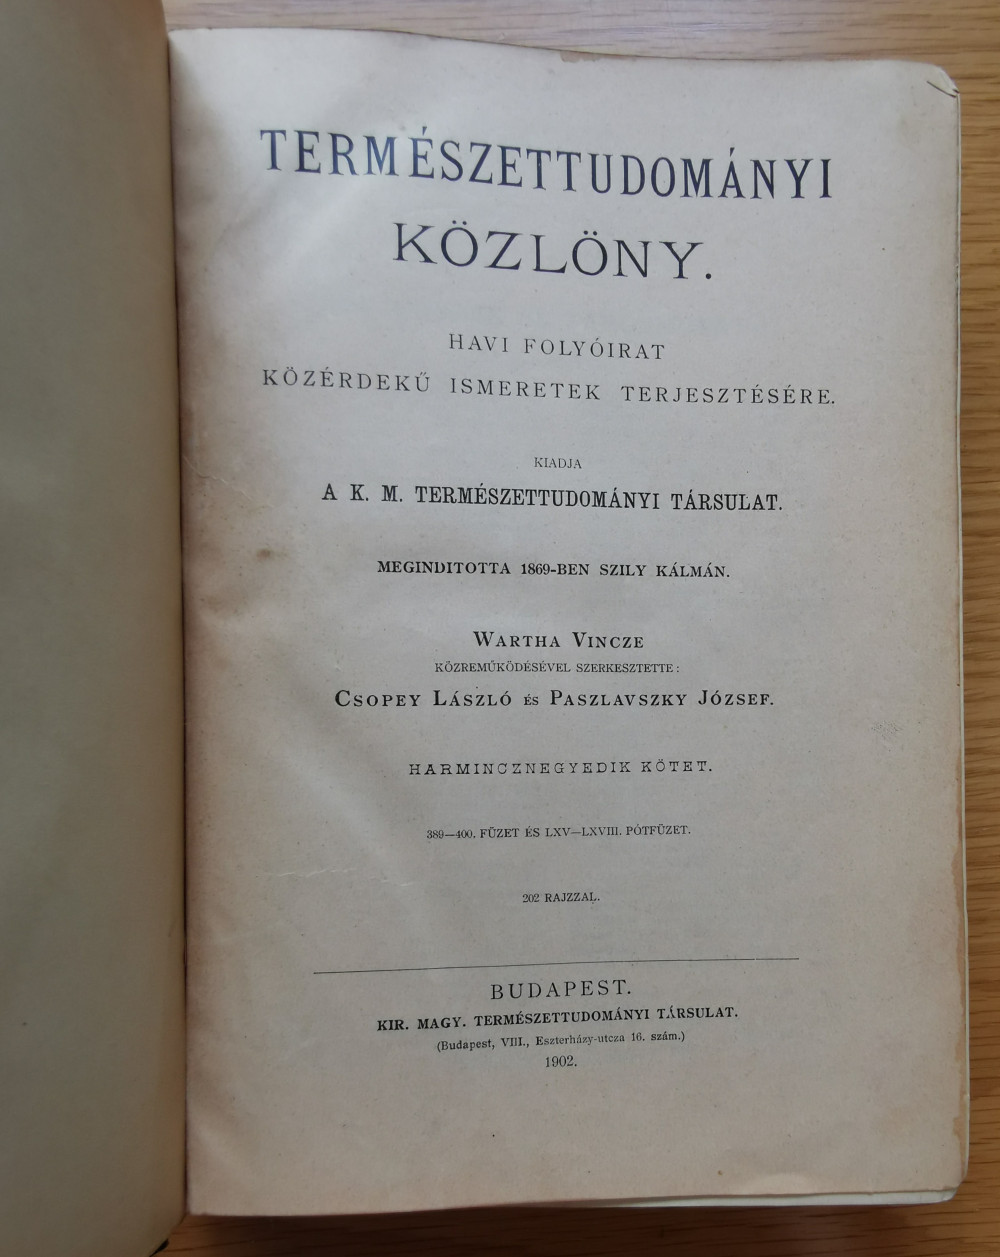 TERMÉSZETTUDOMÁNYI
KÖZLÖNY.
HAVI FOLYÓIRAT
KÖZÉRDEKŰ ISMERETEK TERJESZTÉSÉRE.
KIADJA
A K. M. TERMÉSZETTUDOMÁNYI TÁRSULAT.
MEGINDITOTTA 1869-BEN SZILY KÁLMÁN.
WARTHA VINCZE
KÖZREMŰKÖDÉSÉVEL SZERKESZTETTE:
CSOPEY LÁSZLÓ ÉS PASZLAVSZKY JÓZSEF.
HARMINCZNEGYEDIK KÖTET.
389—400. FÜZET ÉS LXV—LXVIII. PÓTFÜZET.
202 RAJZZAL.
BUDAPEST.
KIR. MAGY. TERMÉSZETTUDOMÁNYI TÁRSULAT.
(Budapest, VIII., Eszterházy-utcza 16. szám.)
1902.